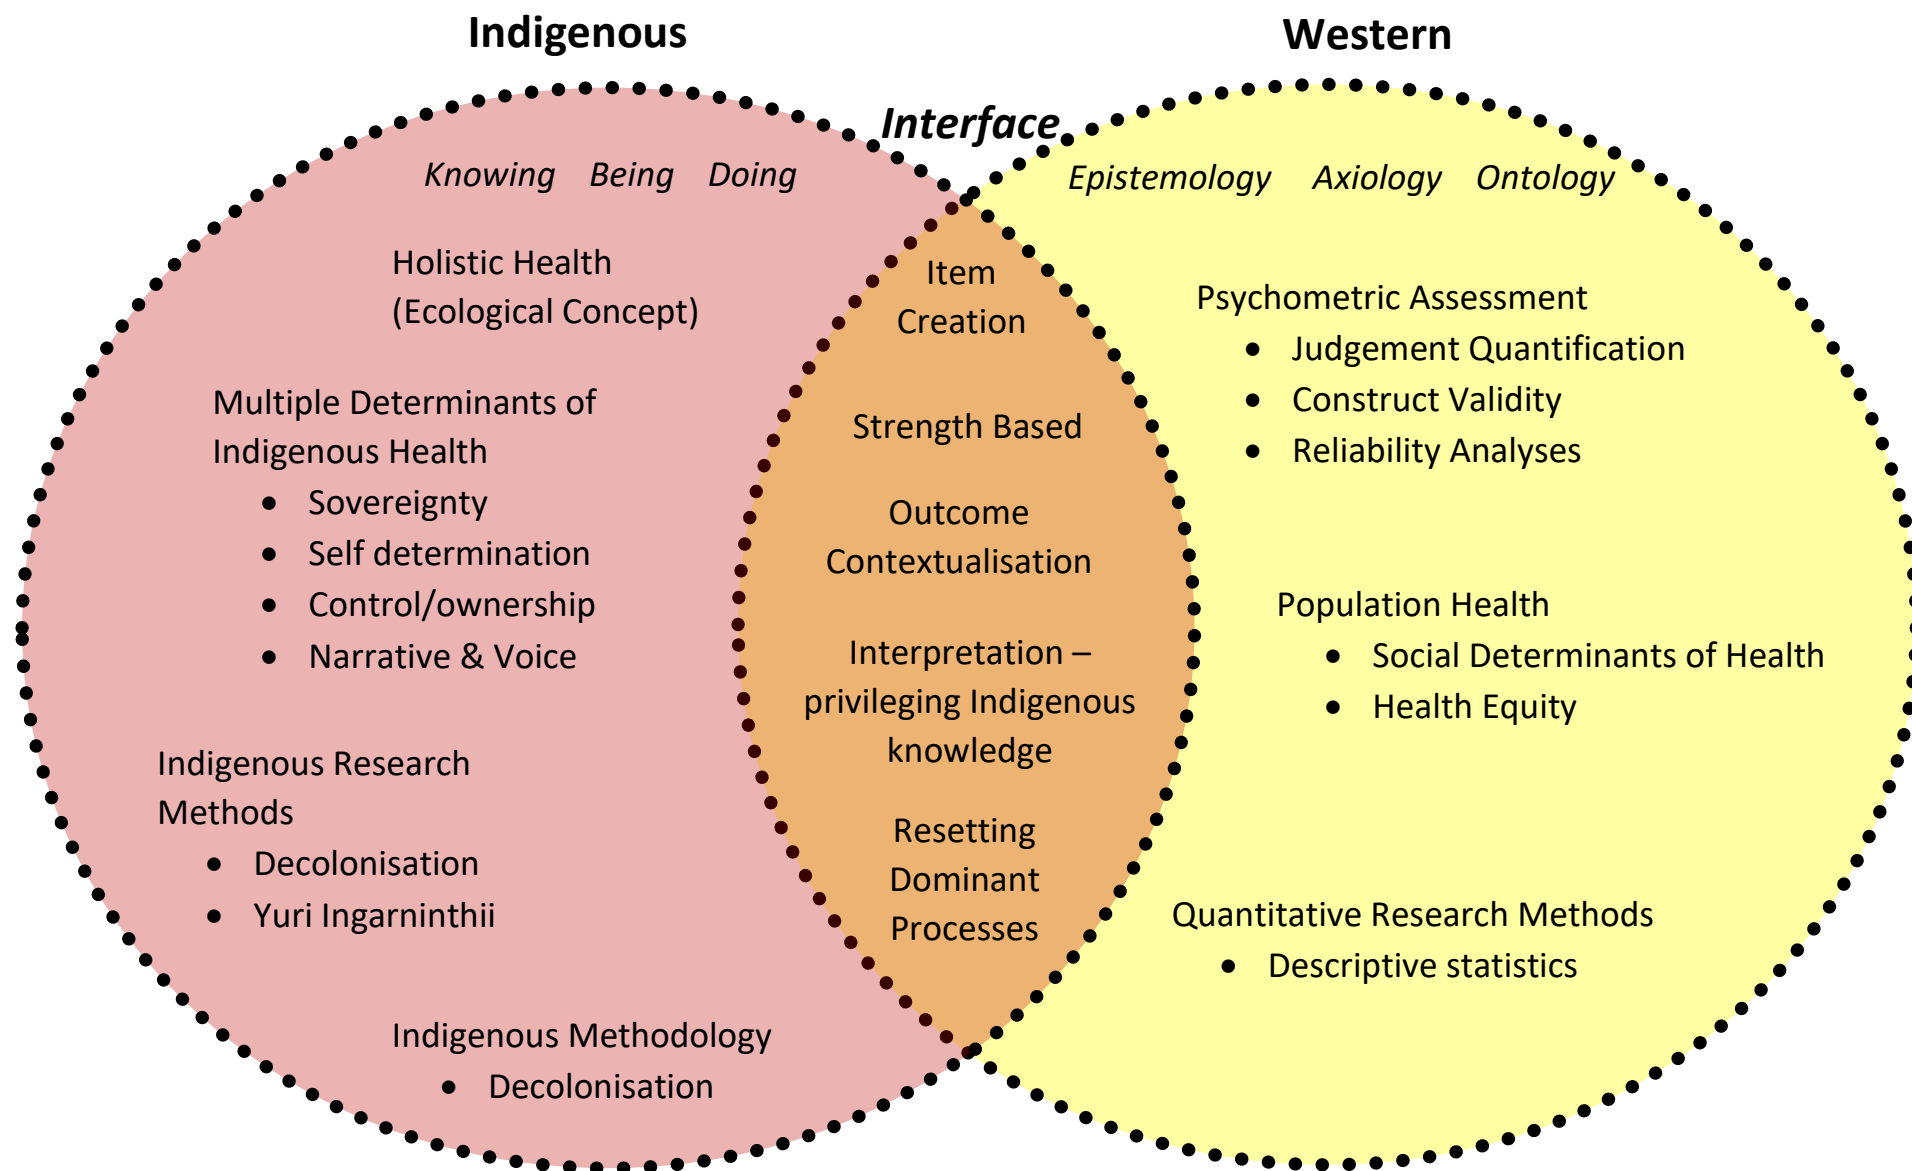 Indigenous
Western
Interface
Knowing Being Doing
Epistemology Axiology Ontology
Holistic Health
(Ecological Concept)
Multiple Determinants of
Indigenous Health
• Sovereignty
• Self determination
• Control/ownership
• Narrative & Voice
Indigenous Research
Methods
• Decolonisation
• Yuri Ingarninthii
Indigenous Methodology
• Decolonisation
Item
Creation
Strength Based
Outcome
Contextualisation
Interpretation –
privileging Indigenous
knowledge
Resetting
Dominant
Processes
Psychometric Assessment
• Judgement Quantification
• Construct Validity
• Reliability Analyses
Population Health
• Social Determinants of Health
• Health Equity
Quantitative Research Methods
• Descriptive statistics